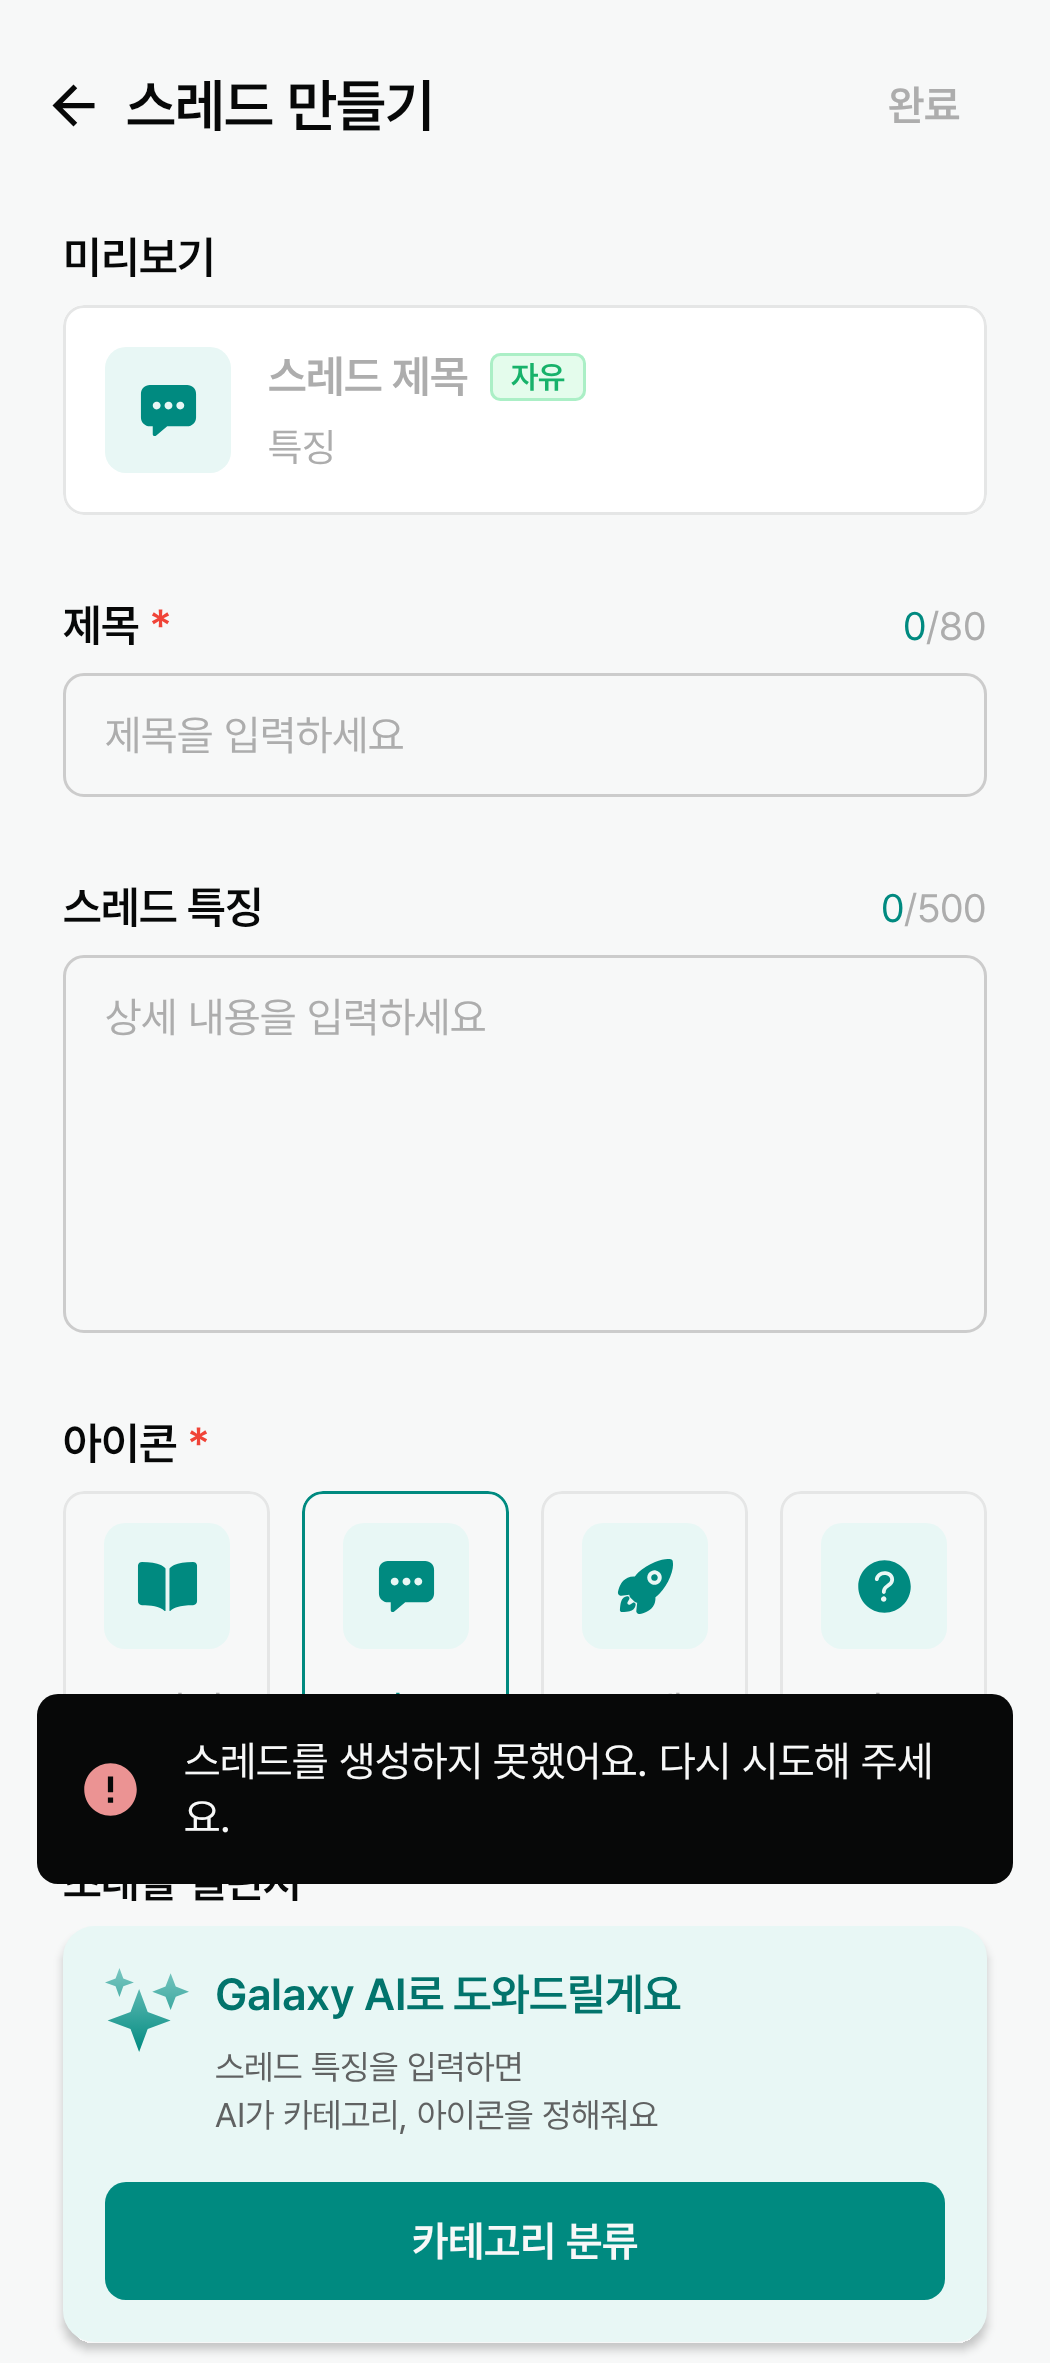 스레드 만들기
완료
미리보기
스레드 제목 자유
특징
제목 *
0/80
제목을 입력하세요
스레드 특징
0/500
상세 내용을 입력하세요
아이콘 *
스레드를 생성하지 못했어요. 다시 시도해 주세
요.
Galaxy AI로 도와드릴게요
스레드 특징을 입력하면
AI가 카테고리, 아이콘을 정해줘요
카테고리 분류